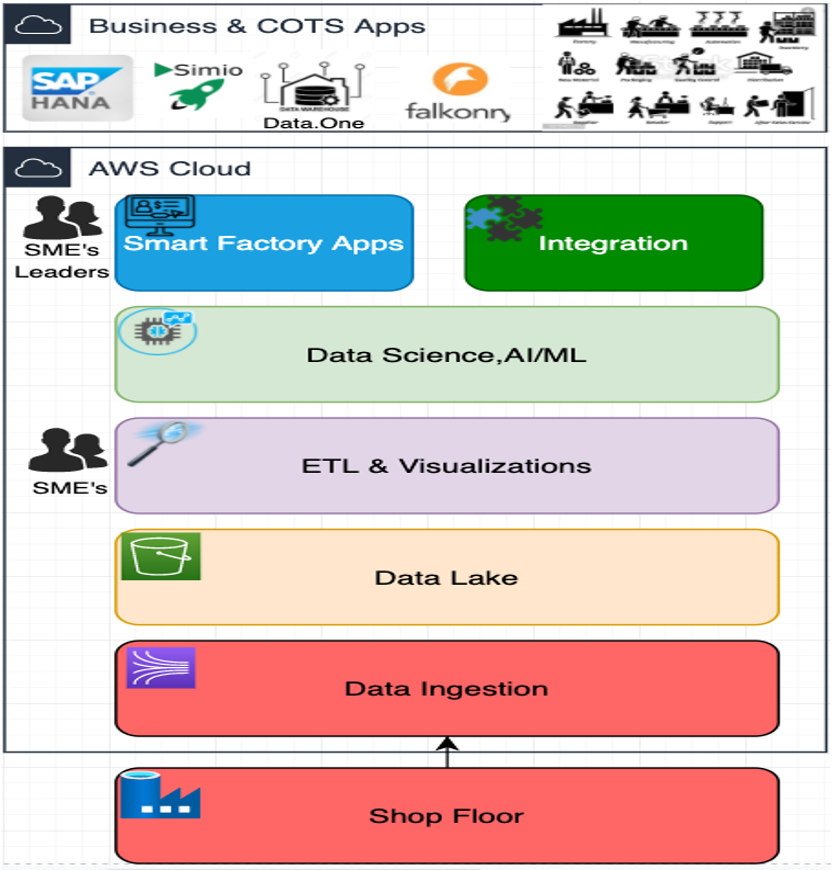 Business & COTS Apps
SAP
HANA
Simio
DATA WAREHOUSE
Data.One
falkonry
Factory
Manufacturing
Automation
Inventory
Raw Material
Packaging
Quality Control
Distribution
Retailer
Support
After Sales Service
AWS Cloud
SME's
Leaders
Smart Factory Apps
Integration
Data Science,AI/ML
SME's
ETL & Visualizations
Data Lake
Data Ingestion
Shop Floor